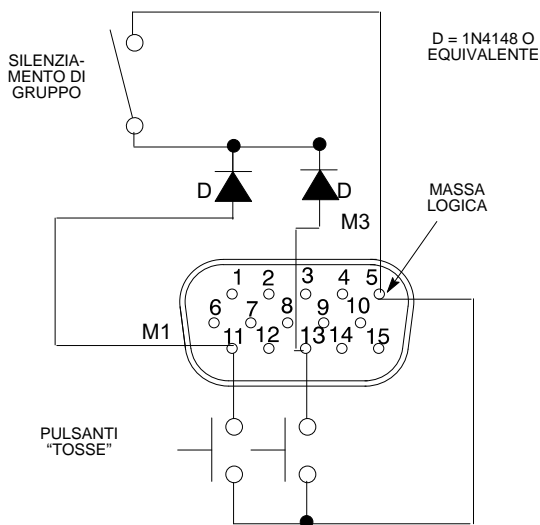 D = 1N4148 O
EQUIVALENTE
SILENZIA-
MENTO DI
GRUPPO
D
D
MASSA
LOGICA
M3
1 2 3 4 5
6 7 8 9 10
M1
11 12 13 14 15
PULSANTI
“TOSSE”